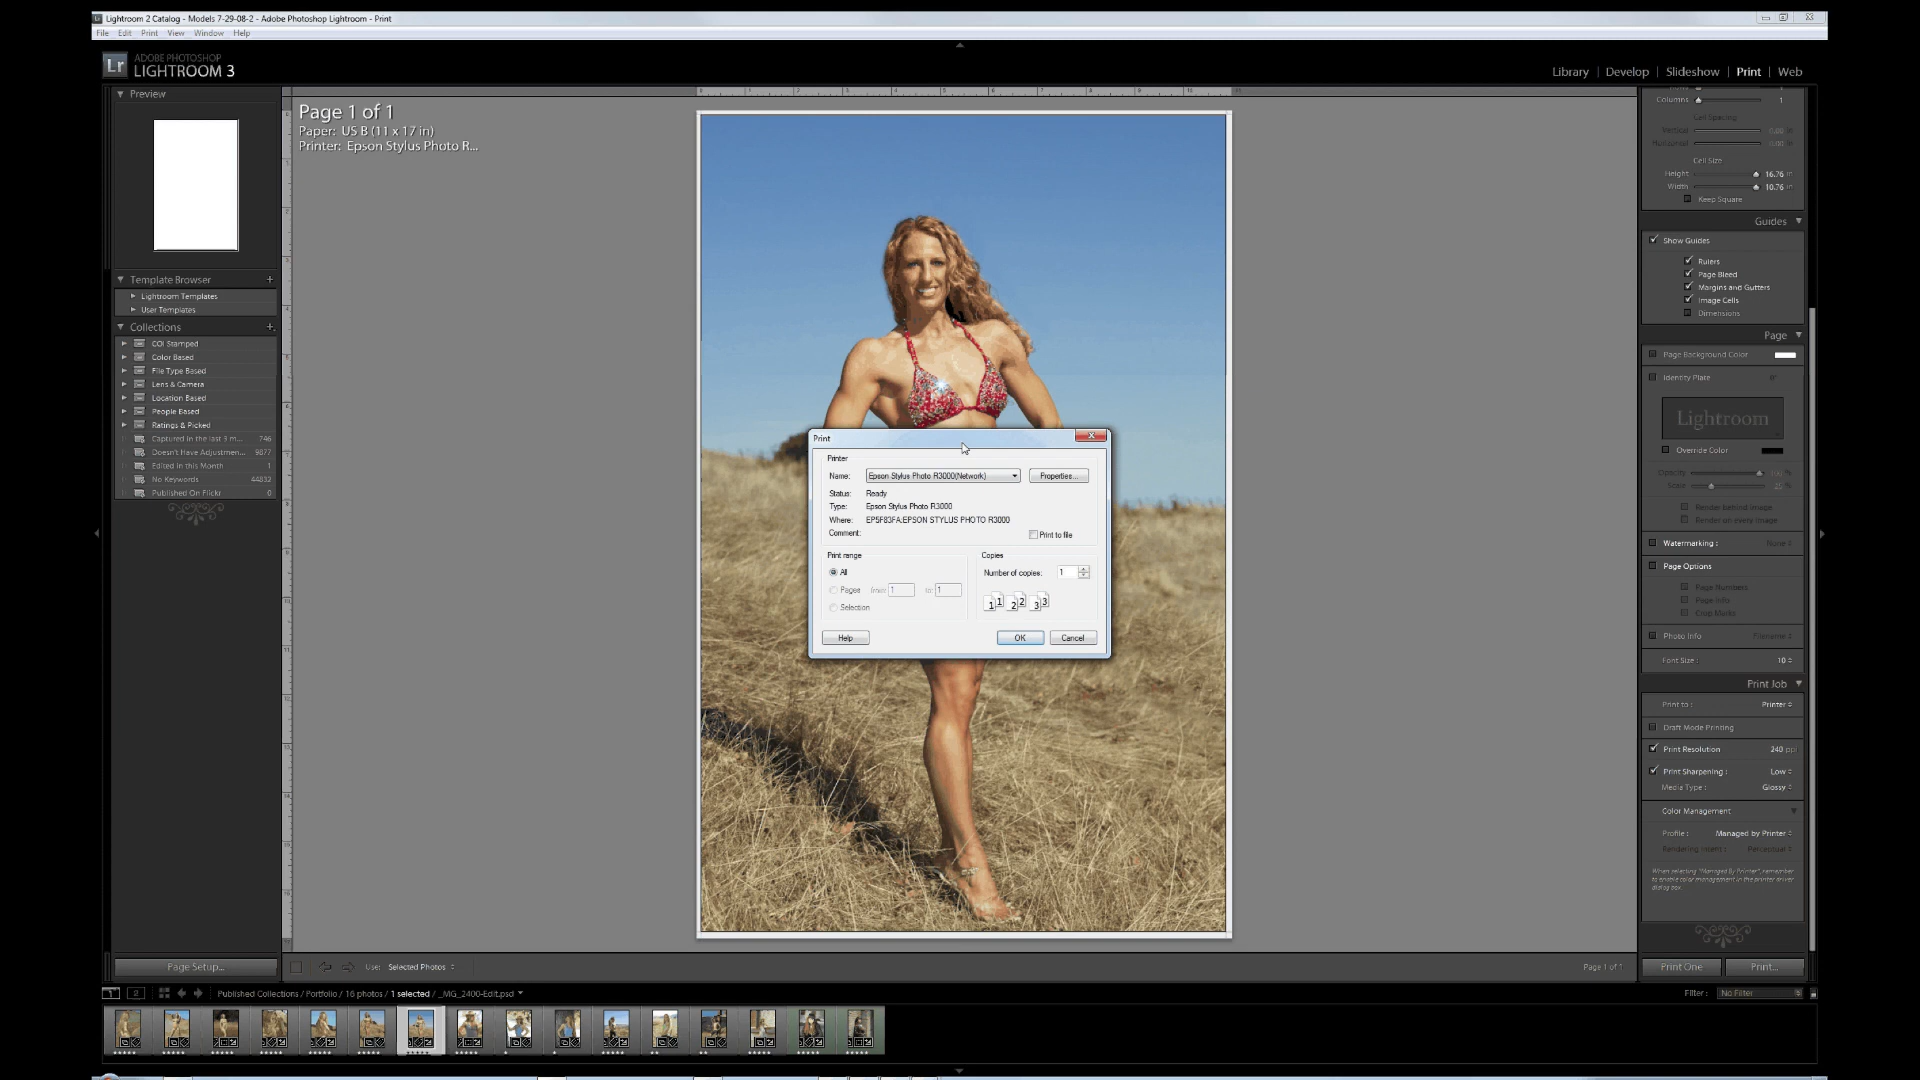 Lightroom 2 Catalog - Models 7-29-08-2 - Adobe Photoshop Lightroom - Print
File Edit Print View Window Help
Lr ADOBE PHOTOSHOP
LIGHTROOM 3
Library | Develop | Slideshow | Print | Web
Preview
Page 1 of 1
Paper: US B (11 x 17 in)
Printer: Epson Stylus Photo R...
Template Browser
Lightroom Templates
User Templates
Collections
COI Stamped
Color Based
File Type Based
Lens & Camera
Location Based
People Based
Ratings & Picked
Captured in the last 3 m... 746
Doesn't Have Adjustmen... 9877
Edited in this Month 1
No Keywords 44832
Published On Flickr 0
Page Setup...
Print
Printer
Name: Epson Stylus Photo R3000(Network) Properties...
Status: Ready
Type: Epson Stylus Photo R3000
Where: EP5F83FA:EPSON STYLUS PHOTO R3000
Comment: Print to file
Print range
All
Pages from: 1 to: 1
Selection
Copies
Number of copies: 1
1 1 2 2 3 3
Help OK Cancel
Columns 1
Cell Spacing
Vertical 0.00
Horizontal 0.00
Cell Size
Height 16.76 in
Width 10.76 in
Keep Square
Guides
Show Guides
Rulers
Page Bleed
Margins and Gutters
Image Cells
Dimensions
Page
Page Background Color
Identity Plate 0°
Lightroom
Override Color
Opacity
Scale
Render behind image
Render on every image
Watermarking : None
Page Options
Page Numbers
Page Info
Crop Marks
Photo Info Filename
Font Size : 10
Print Job
Print to : Printer
Draft Mode Printing
Print Resolution 240 ppi
Print Sharpening : Low
Media Type : Glossy
Color Management
Profile : Managed by Printer
Rendering Intent : Perceptual
When selecting "Managed By Printer", remember
to enable color management in the printer driver
dialog box.
Print One Print...
Use: Selected Photos
Page 1 of 1
1 2 Published Collections / Portfolio / 16 photos / 1 selected / _MG_2400-Edit.psd
Filter : No Filter